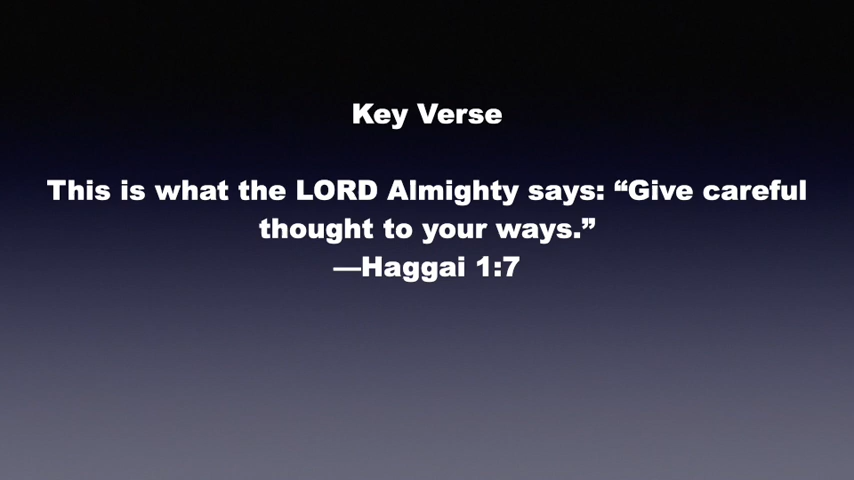 Key Verse
This is what the LORD Almighty says: “Give careful
thought to your ways.”
—Haggai 1:7